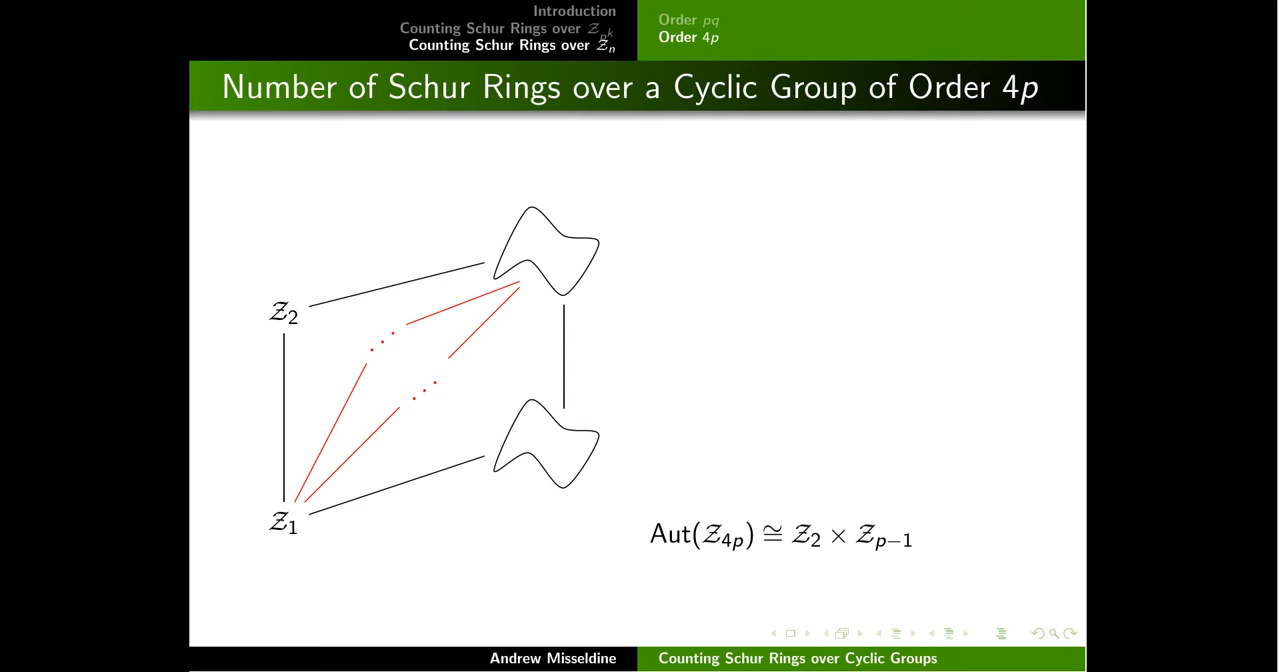 Introduction
Counting Schur Rings over 𝒵_{p^k}
Counting Schur Rings over 𝒵_n
Order pq
Order 4p
Number of Schur Rings over a Cyclic Group of Order 4p
𝒵_2
𝒵_1
Aut(𝒵_{4p}) ≅ 𝒵_2 × 𝒵_{p−1}
Andrew Misseldine
Counting Schur Rings over Cyclic Groups